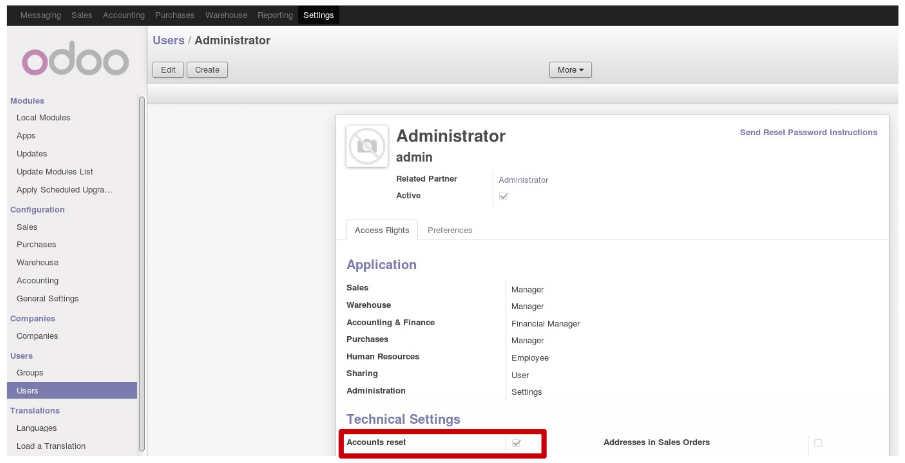 Messaging Sales Accounting Purchases Warehouse Reporting Settings
odoo
Modules
Local Modules
Apps
Updates
Update Modules List
Apply Scheduled Upgra...
Configuration
Sales
Purchases
Warehouse
Accounting
General Settings
Companies
Companies
Users
Groups
Users
Translations
Languages
Load a Translation
Users / Administrator
Edit Create More
Administrator
Send Reset Password Instructions
admin
Related Partner Administrator
Active
Access Rights Preferences
Application
Sales Manager
Warehouse Manager
Accounting & Finance Financial Manager
Purchases Manager
Human Resources Employee
Sharing User
Administration Settings
Technical Settings
Accounts reset Addresses in Sales Orders